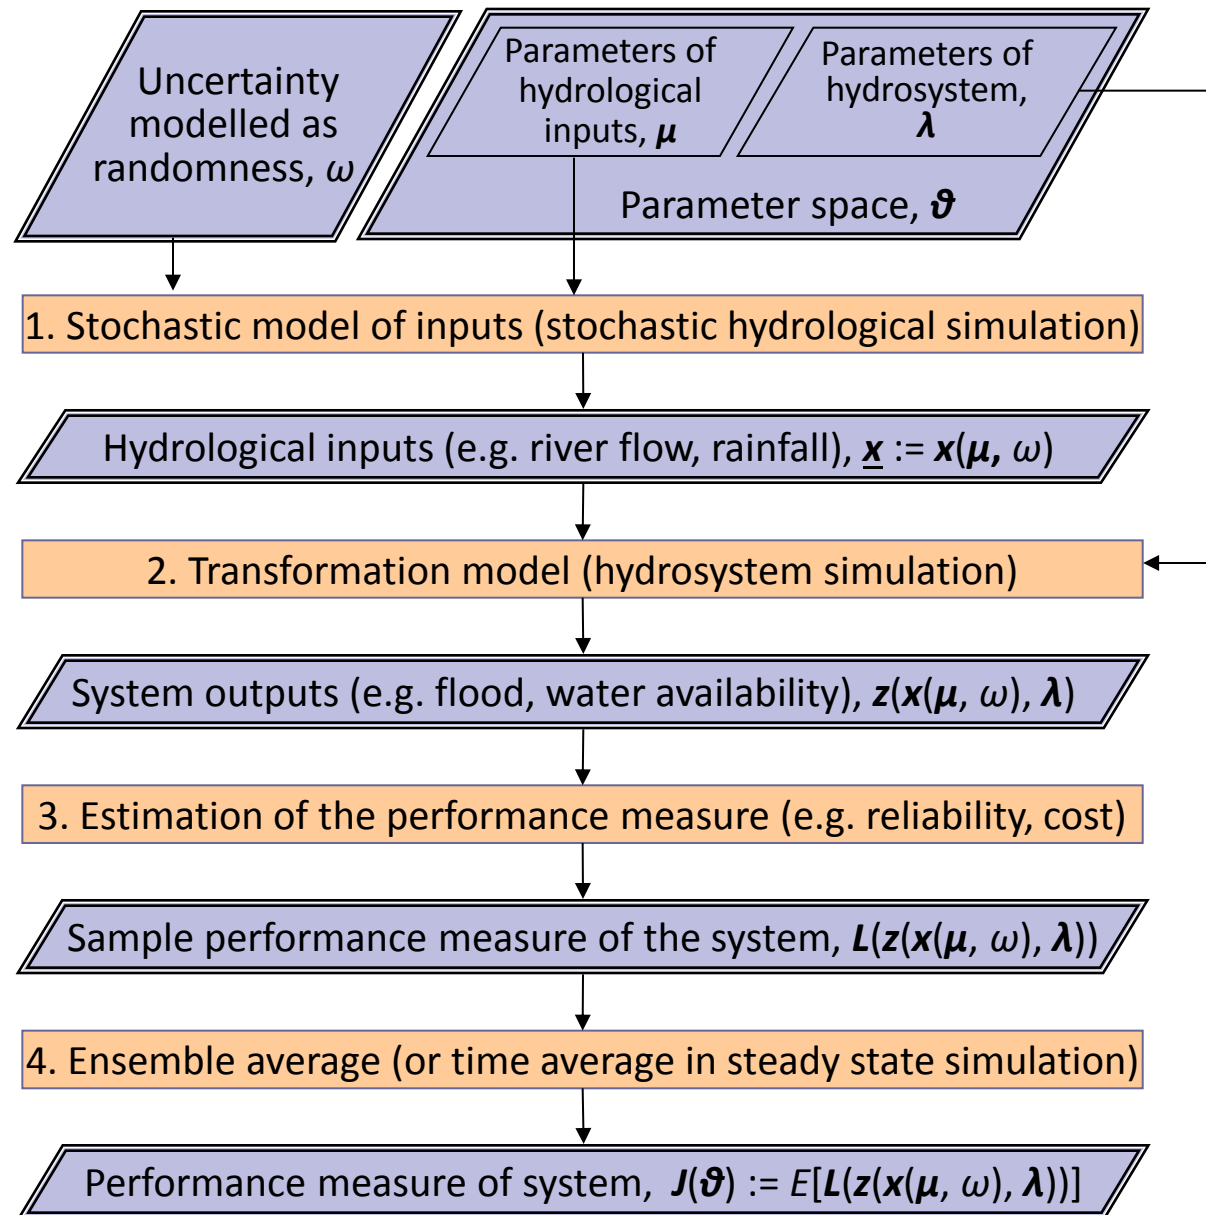 Uncertainty
modelled as
randomness, ω
Parameters of
hydrological
inputs, μ
Parameters of
hydrosystem,
λ
Parameter space, ϑ
1. Stochastic model of inputs (stochastic hydrological simulation)
Hydrological inputs (e.g. river flow, rainfall), x := x(μ, ω)
2. Transformation model (hydrosystem simulation)
System outputs (e.g. flood, water availability), z(x(μ, ω), λ)
3. Estimation of the performance measure (e.g. reliability, cost)
Sample performance measure of the system, L(z(x(μ, ω), λ))
4. Ensemble average (or time average in steady state simulation)
Performance measure of system, J(ϑ) := E[L(z(x(μ, ω), λ))]